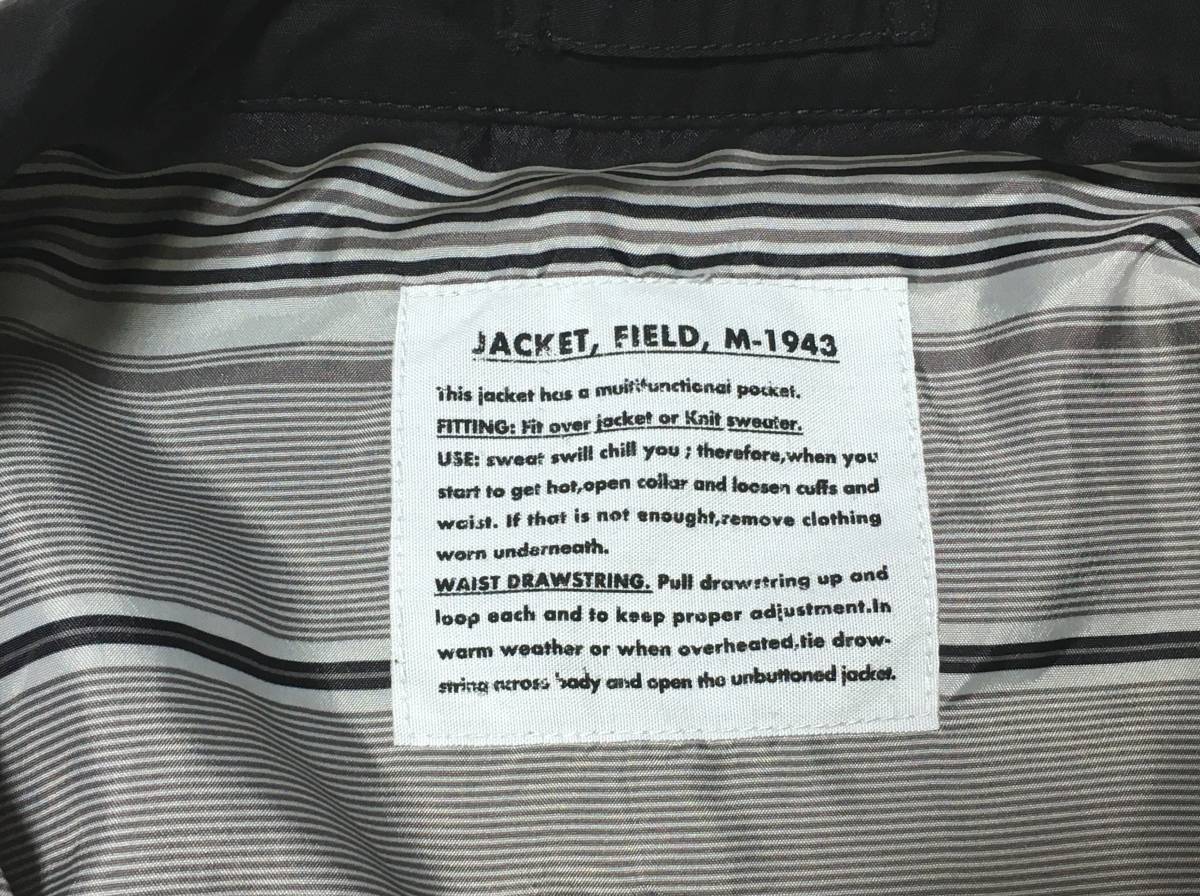 JACKET, FIELD, M-1943
This jacket has a multifunctional pocket.
FITTING: Fit over jacket or Knit sweater.
USE: sweat swill chill you ; therefore,when you
start to get hot,open collar and loosen cuffs and
waist. If that is not enought,remove clothing
worn underneath.
WAIST DRAWSTRING. Pull drawstring up and
loop each and to keep proper adjustment.In
warm weather or when overheated,tie draw-
string across body and open the unbuttoned jacket.